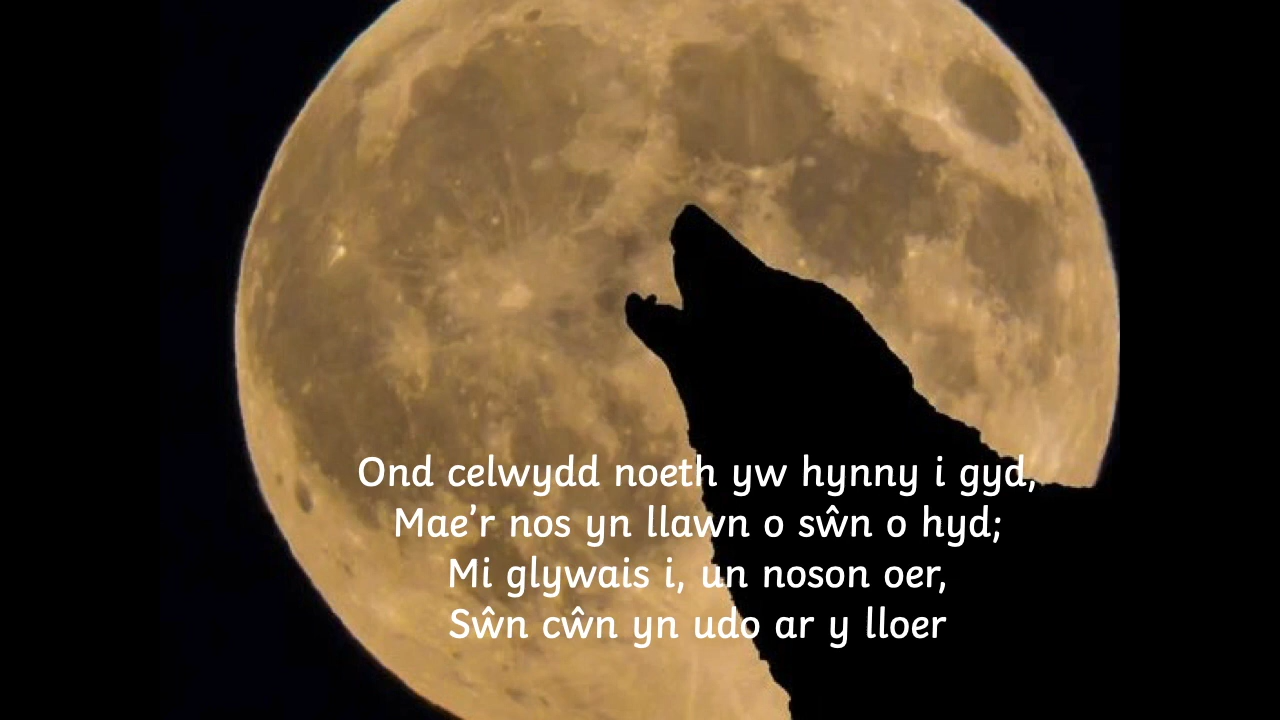 Ond celwydd noeth yw hynny i gyd,
Mae’r nos yn llawn o sŵn o hyd;
Mi glywais i, un noson oer,
Sŵn cŵn yn udo ar y lloer